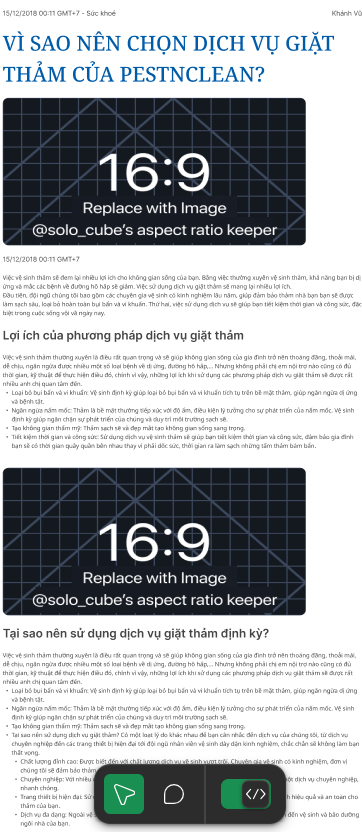 15/12/2018 00:11 GMT+7 - Sức khoẻ
Khánh Vũ
VÌ SAO NÊN CHỌN DỊCH VỤ GIẶT
THẢM CỦA PESTNCLEAN?
16:9
Replace with Image
@solo_cube's aspect ratio keeper
15/12/2018 00:11 GMT+7
Việc vệ sinh thảm sẽ đem lại nhiều lợi ích cho không gian sống của bạn. Bằng việc thường xuyên vệ sinh thảm, khả năng bạn bị dị
ứng và mắc các bệnh về đường hô hấp sẽ giảm. Việc sử dụng dịch vụ giặt thảm sẽ mang lại nhiều lợi ích.
Đầu tiên, đội ngũ chúng tôi bao gồm các chuyên gia vệ sinh có kinh nghiệm lâu năm, giúp đảm bảo thảm nhà bạn bạn sẽ được
làm sạch sâu, loại bỏ hoàn toàn bụi bẩn và vi khuẩn. Thứ hai, việc sử dụng dịch vụ sẽ giúp bạn tiết kiệm thời gian và công sức, đặc
biệt trong cuộc sống vội vã ngày nay.
Lợi ích của phương pháp dịch vụ giặt thảm
Việc vệ sinh thảm thường xuyên là điều rất quan trọng và sẽ giúp không gian sống của gia đình trở nên thoáng đãng, thoải mái,
dễ chịu, ngăn ngừa được nhiều một số loại bệnh về dị ứng, đường hô hấp,... Nhưng không phải chị em nội trợ nào cũng có đủ
thời gian, kỹ thuật để thực hiện điều đó, chính vì vậy, những lợi ích khi sử dụng các phương pháp dịch vụ giặt thảm sẽ được rất
nhiều anh chị quan tâm đến.
• Loại bỏ bụi bẩn và vi khuẩn: Vệ sinh định kỳ giúp loại bỏ bụi bẩn và vi khuẩn tích tụ trên bề mặt thảm, giúp ngăn ngừa dị ứng
và bệnh tật.
• Ngăn ngừa nấm mốc: Thảm là bề mặt thường tiếp xúc với độ ẩm, điều kiện lý tưởng cho sự phát triển của nấm mốc. Vệ sinh
định kỳ giúp ngăn chặn sự phát triển của chúng và duy trì môi trường sạch sẽ.
• Tạo không gian thẩm mỹ: Thảm sạch sẽ và đẹp mắt tạo không gian sống sang trọng.
• Tiết kiệm thời gian và công sức: Sử dụng dịch vụ vệ sinh thảm sẽ giúp bạn tiết kiệm thời gian và công sức, đảm bảo gia đình
bạn sẽ có thời gian quây quần bên nhau thay vì phải dốc sức, thời gian ra làm sạch những tấm thảm bám bẩn.
16:9
Replace with Image
@solo_cube's aspect ratio keeper
Tại sao nên sử dụng dịch vụ giặt thảm định kỳ?
Việc vệ sinh thảm thường xuyên là điều rất quan trọng và sẽ giúp không gian sống của gia đình trở nên thoáng đãng, thoải mái,
dễ chịu, ngăn ngừa được nhiều một số loại bệnh về dị ứng, đường hô hấp,... Nhưng không phải chị em nội trợ nào cũng có đủ
thời gian, kỹ thuật để thực hiện điều đó, chính vì vậy, những lợi ích khi sử dụng các phương pháp dịch vụ giặt thảm sẽ được rất
nhiều anh chị quan tâm đến.
• Loại bỏ bụi bẩn và vi khuẩn: Vệ sinh định kỳ giúp loại bỏ bụi bẩn và vi khuẩn tích tụ trên bề mặt thảm, giúp ngăn ngừa dị ứng
và bệnh tật.
• Ngăn ngừa nấm mốc: Thảm là bề mặt thường tiếp xúc với độ ẩm, điều kiện lý tưởng cho sự phát triển của nấm mốc. Vệ sinh
định kỳ giúp ngăn chặn sự phát triển của chúng và duy trì môi trường sạch sẽ.
• Tạo không gian thẩm mỹ: Thảm sạch sẽ và đẹp mắt tạo không gian sống sang trọng.
• Tại sao nên sử dụng dịch vụ giặt thảm định kỳ? Có một loạt lý do khác nhau để bạn cân nhắc đến dịch vụ của chúng tôi, từ dịch vụ
chuyên nghiệp đến các trang thiết bị hiện đại tới đội ngũ nhân viên vệ sinh dày dặn kinh nghiệm, chắc chắn sẽ không làm bạn
thất vọng.
• Chất lượng cao: Được biết đến với chất lượng dịch vụ vệ sinh vượt trội. Chuyên gia vệ sinh có kinh nghiệm, đơn vị
chúng tôi sẽ đảm bảo thảm
• Chuyên nghiệp: Với nhiều dịch vụ chuyên nghiệp,
nhanh chóng.
• Trang thiết bị hiện đại: Sử hiệu quả và an toàn cho
thảm của bạn.
• Dịch vụ đa dạng: Ngoài vệ đến vệ sinh và bảo dưỡng
ngôi nhà của bạn.